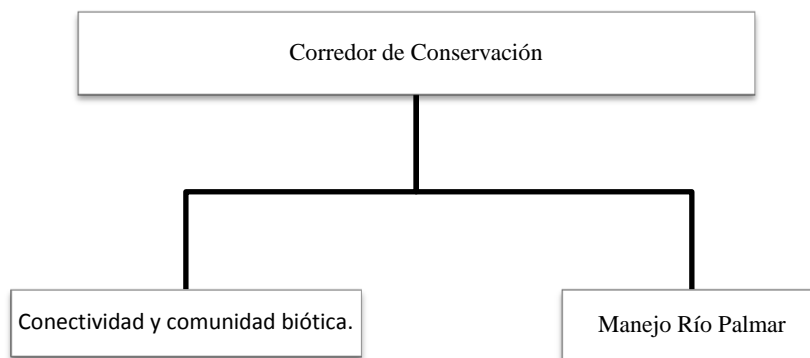 Corredor de Conservación
Conectividad y comunidad biótica.
Manejo Río Palmar